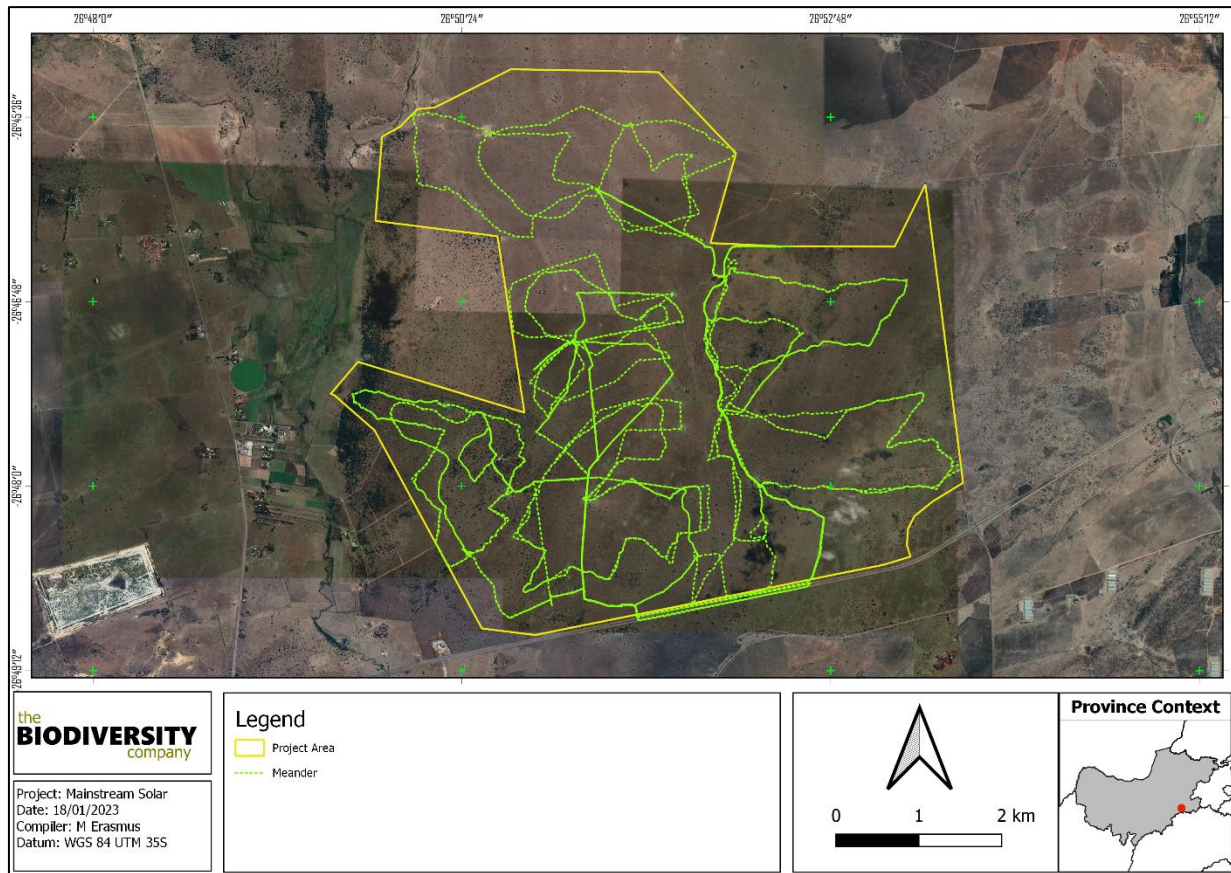 26°48'0" 26°50'24" 26°52'48" 26°55'12"
-26°45'36"
-26°46'48"
-26°48'0"
-26°49'12"
the
BIODIVERSITY
company
Project: Mainstream Solar
Date: 18/01/2023
Compiler: M Erasmus
Datum: WGS 84 UTM 35S
Legend
Project Area
Meander
0 1 2 km
Province Context